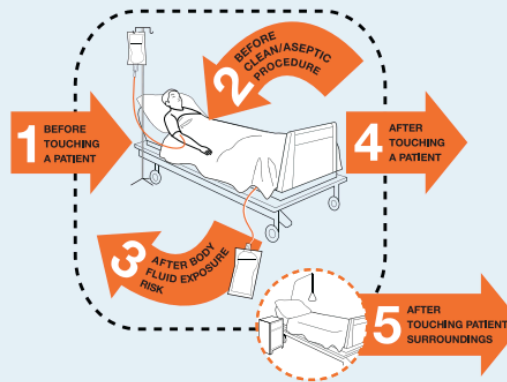 1
BEFORE
TOUCHING
A PATIENT
2
BEFORE
CLEAN/ASEPTIC
PROCEDURE
3
AFTER BODY
FLUID EXPOSURE
RISK
4
AFTER
TOUCHING
A PATIENT
5
AFTER
TOUCHING PATIENT
SURROUNDINGS